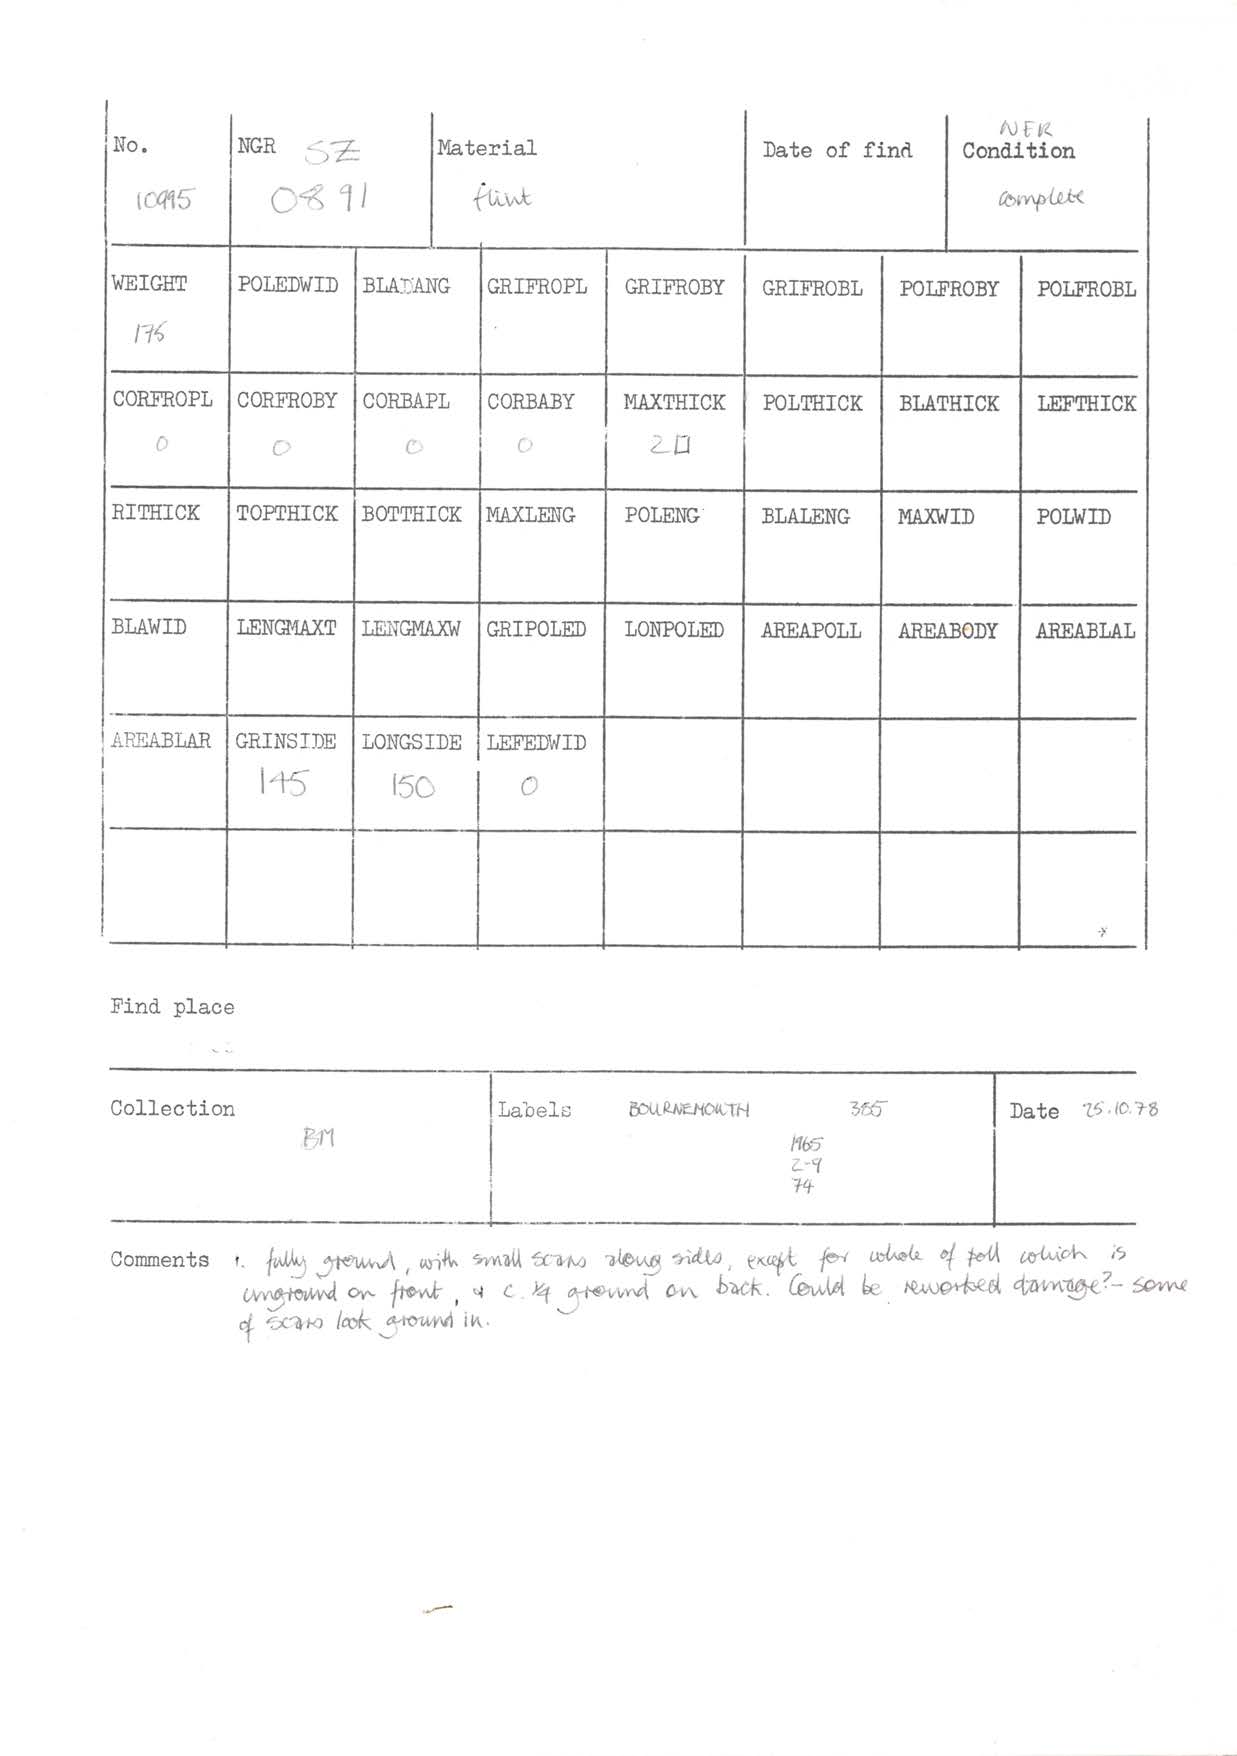 No. NGR SZ Material Date of find NER Condition
10995 08 91 flint complete
WEIGHT POLEDWID BLADANG GRIFROPL GRIFROBY GRIFROBL POLFROBY POLFROBL
175
CORFROPL CORFROBY CORBAPL CORBABY MAXTHICK POLTHICK BLATHICK LEFTHICK
0 0 0 0 20
RITHICK TOPTHICK BOTTHICK MAXLENG POLENG BLALENG MAXWID POLWID
BLAWID LENGMAXT LENGMAXW GRIPOLED LONPOLED AREAPOLL AREABODY AREABLAL
AREABLAR GRINSIDE LONGSIDE LEFEDWID
145 150 0
Find place
Collection Labels BOURNEMOUTH 385 Date 25.10.78
BM 1965
2-9
74
Comments 1. fully ground, with small scars along sides, except for whole of poll which is
unground on front, & c. 1/4 ground on back. Could be reworked damage? - some
of scars look ground in.